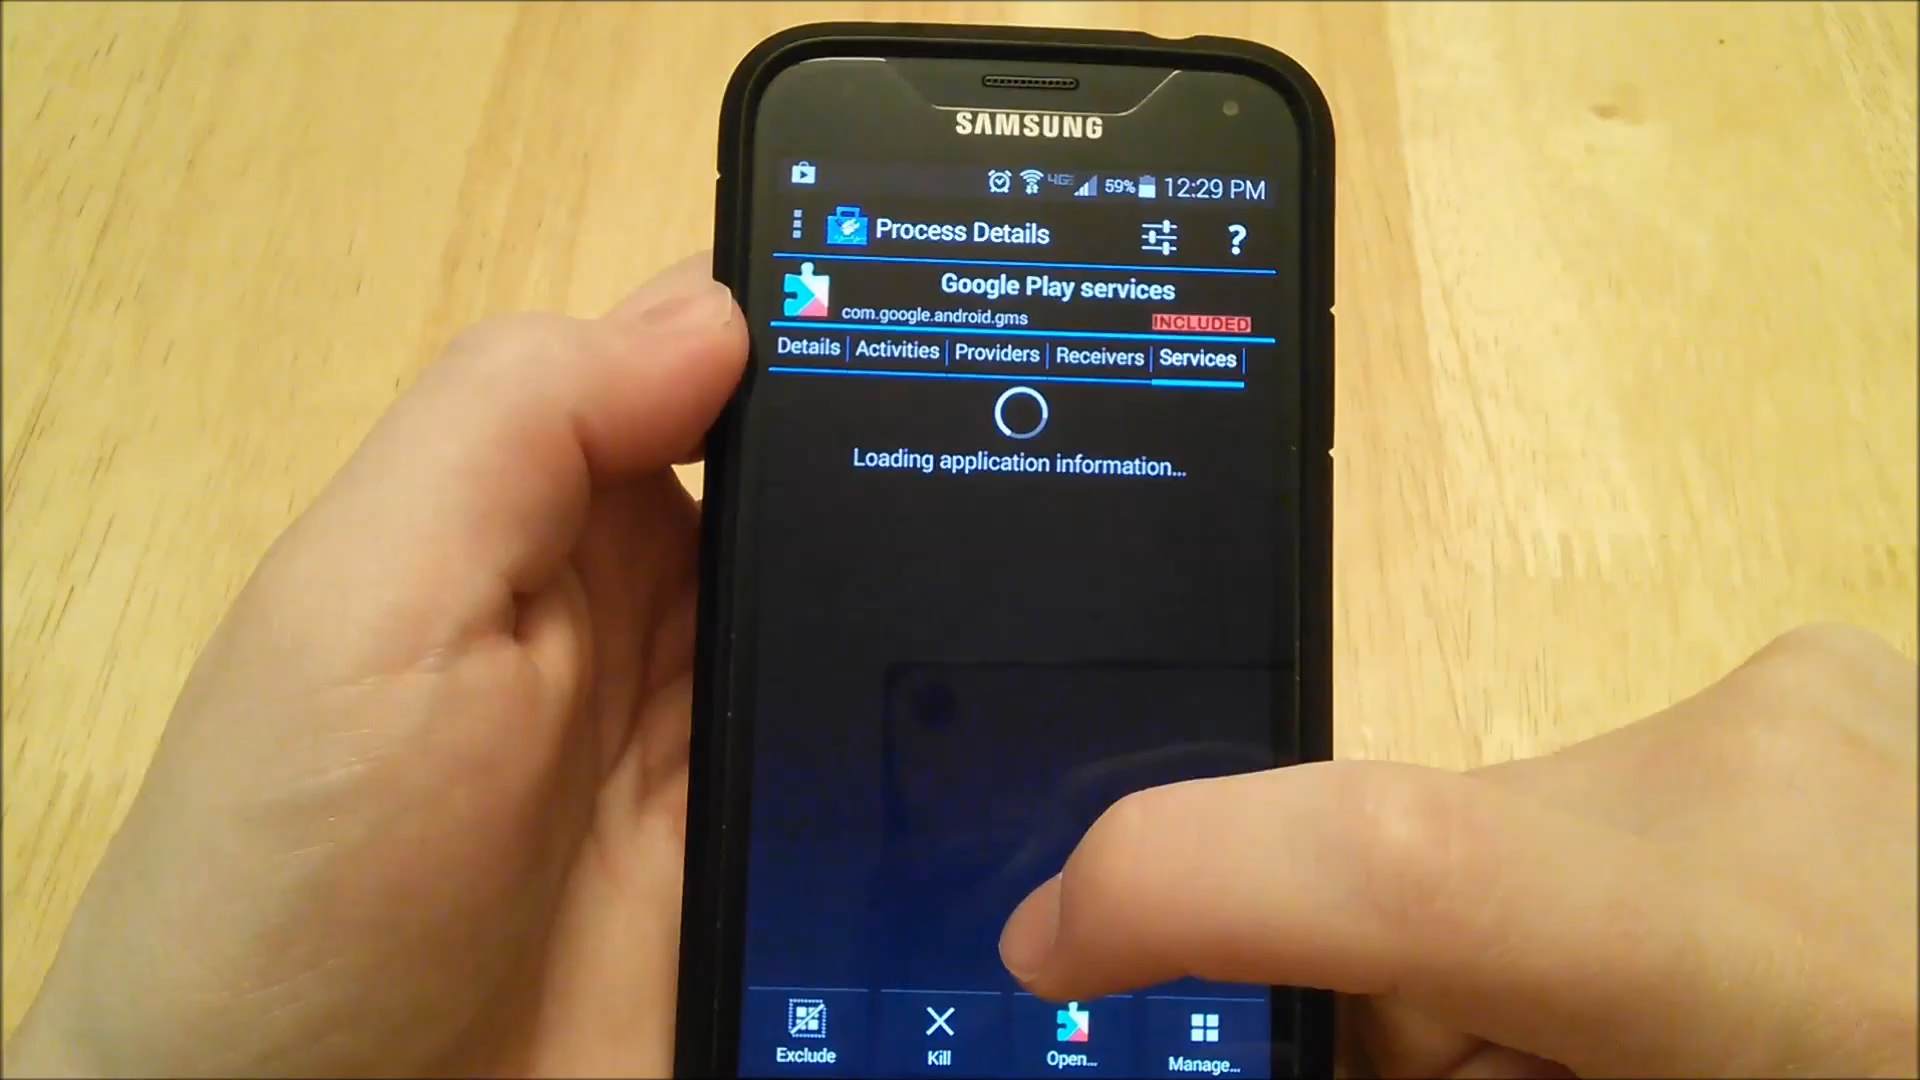 SAMSUNG
4G 59% 12:29 PM
Process Details ?
Google Play services
com.google.android.gms INCLUDED
Details Activities Providers Receivers Services
Loading application information...
Exclude Kill Open... Manage...